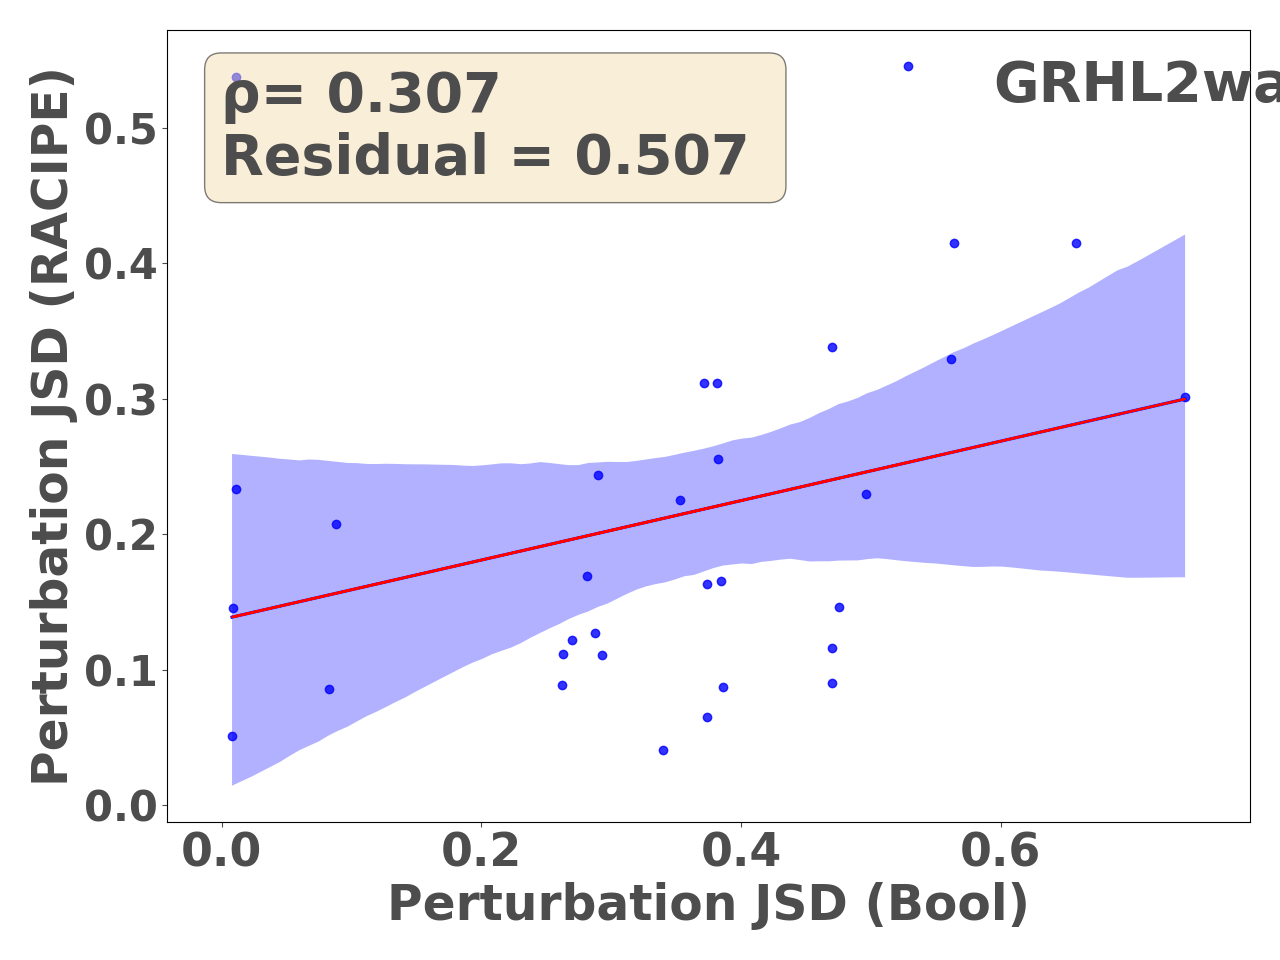 ρ= 0.307
Residual = 0.507
GRHL2wa
Perturbation JSD (RACIPE)
0.5
0.4
0.3
0.2
0.1
0.0
0.0 0.2 0.4 0.6
Perturbation JSD (Bool)